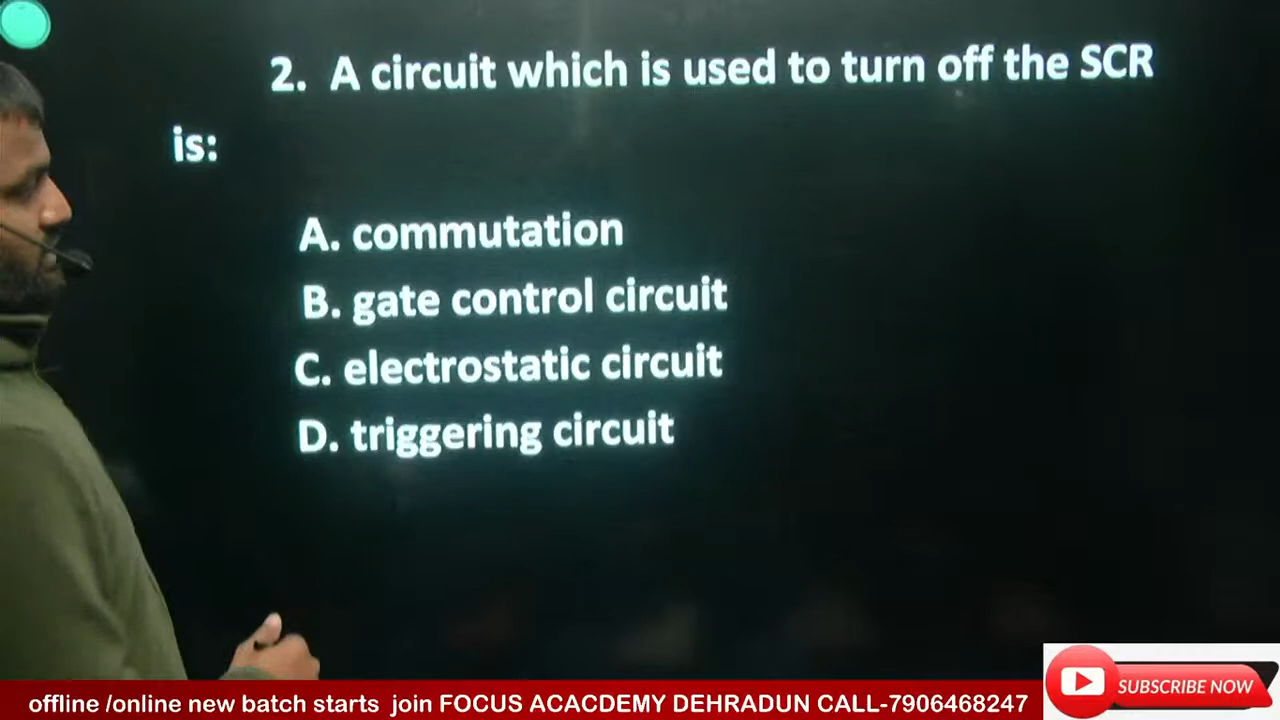 2. A circuit which is used to turn off the SCR
is:
A. commutation
B. gate control circuit
C. electrostatic circuit
D. triggering circuit
offline /online new batch starts join FOCUS ACACDEMY DEHRADUN CALL-7906468247
SUBSCRIBE NOW